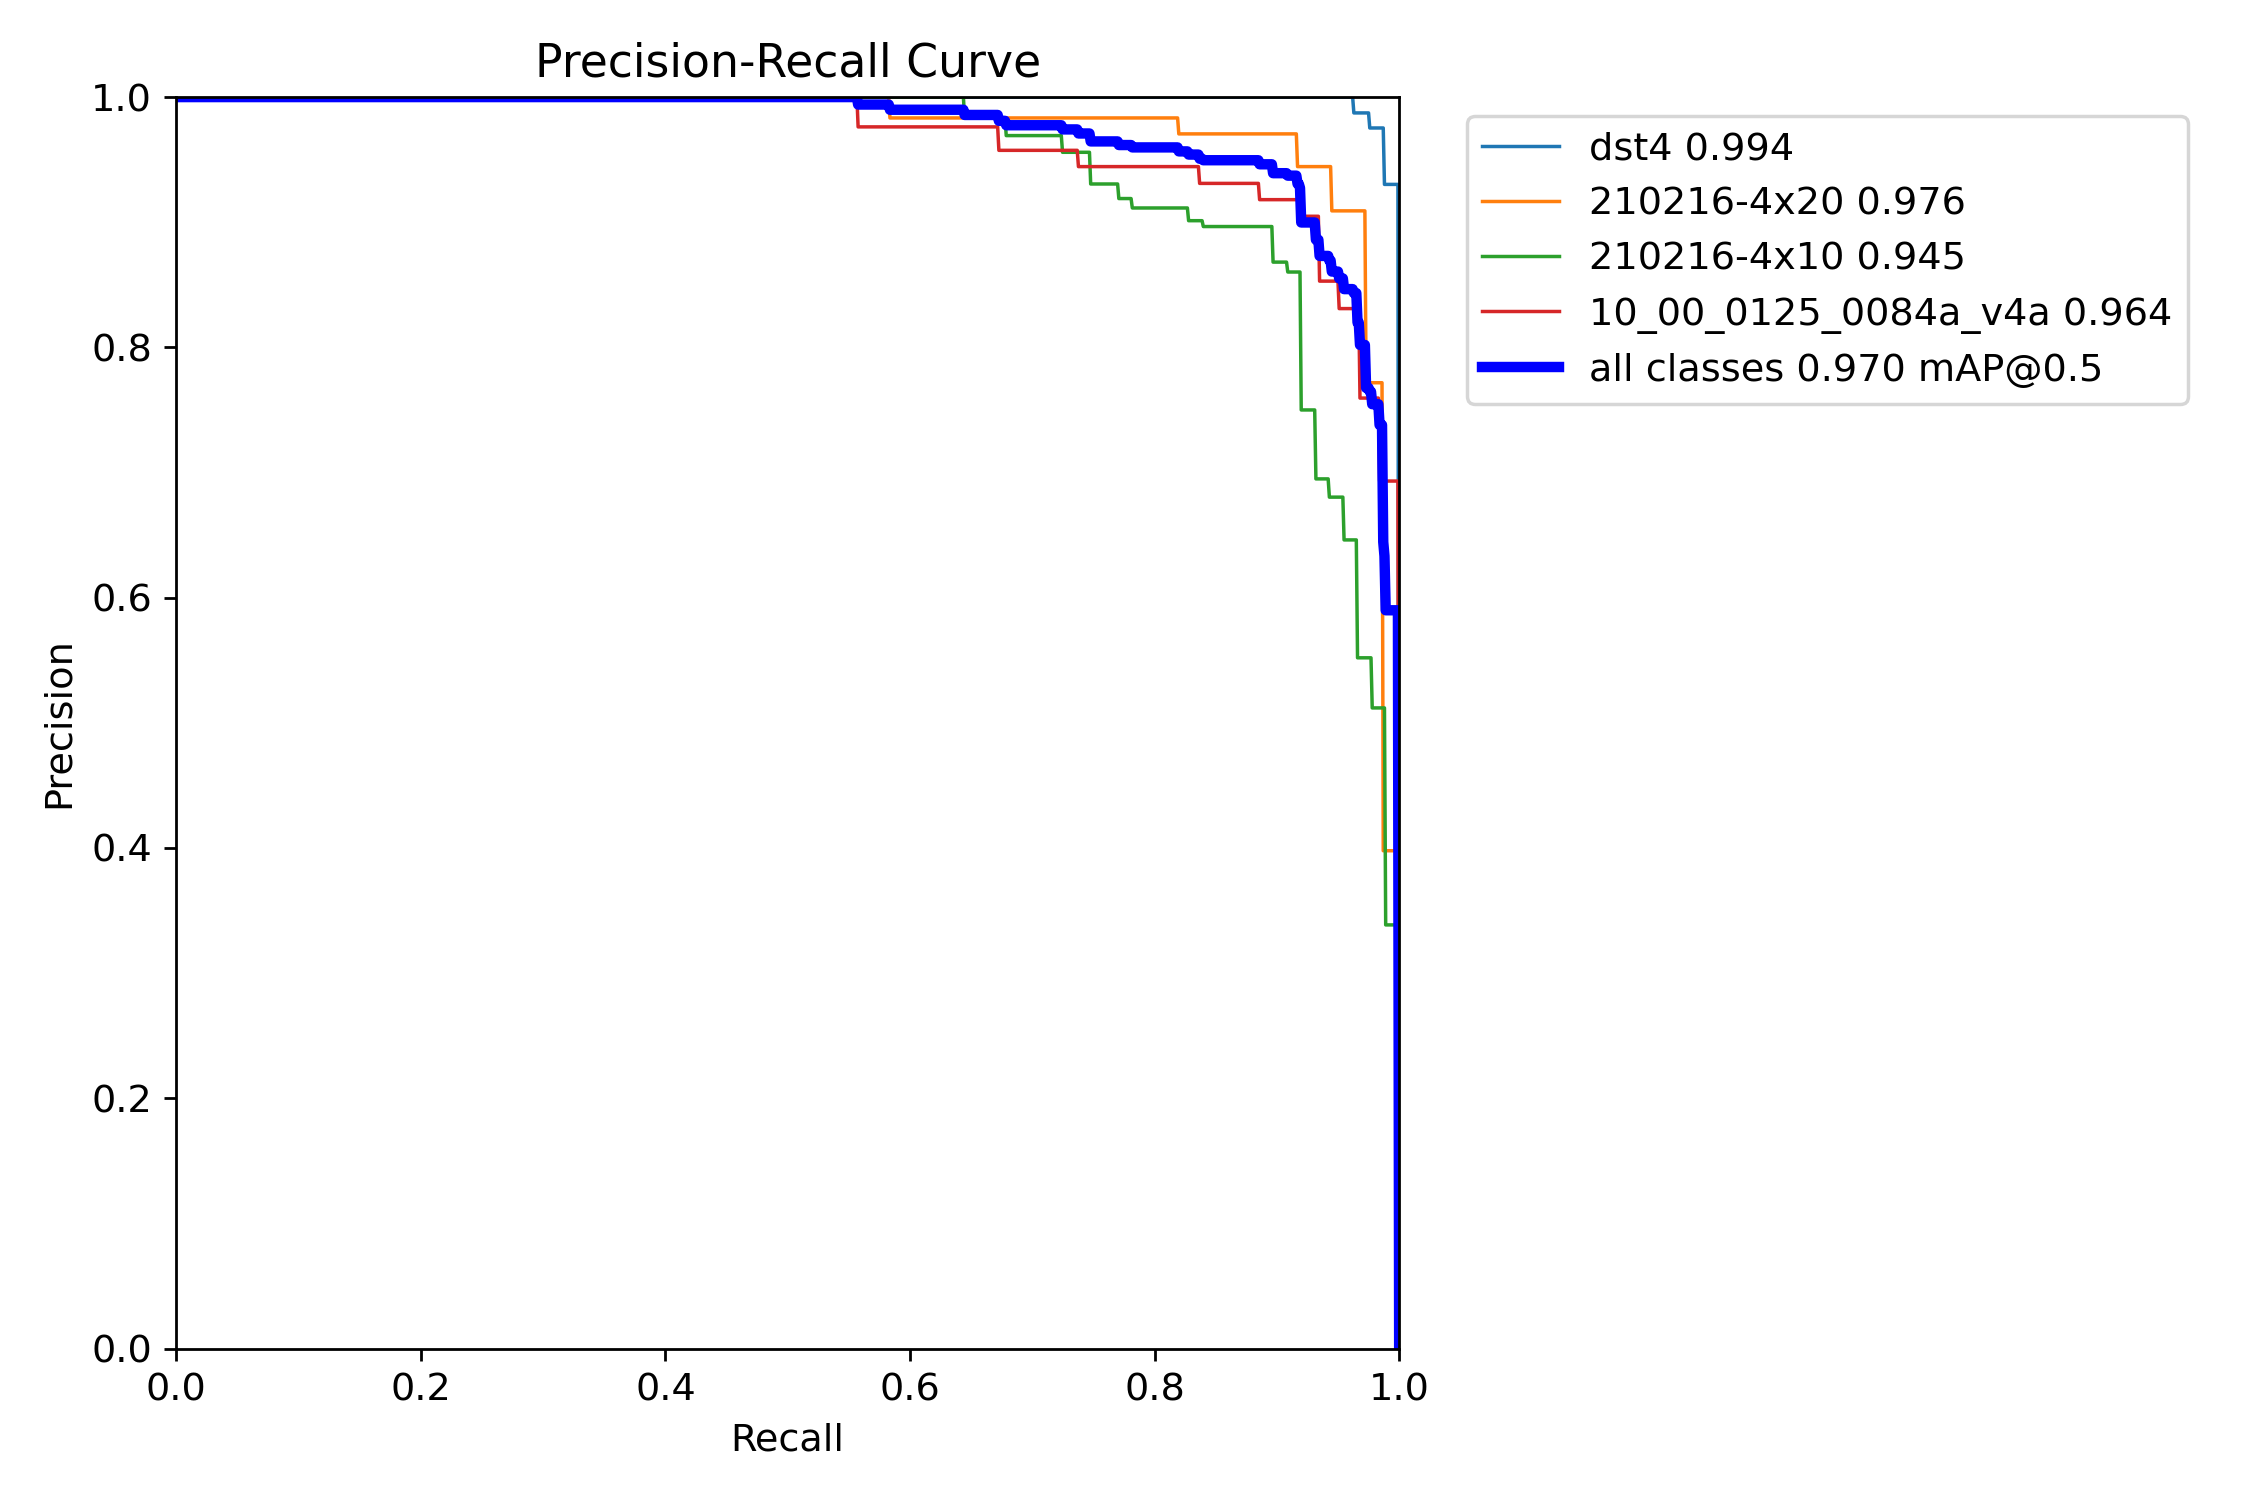 Precision-Recall Curve
1.0
0.8
0.6
0.4
0.2
0.0
Precision
0.0 0.2 0.4 0.6 0.8 1.0
Recall
dst4 0.994
210216-4x20 0.976
210216-4x10 0.945
10_00_0125_0084a_v4a 0.964
all classes 0.970 mAP@0.5